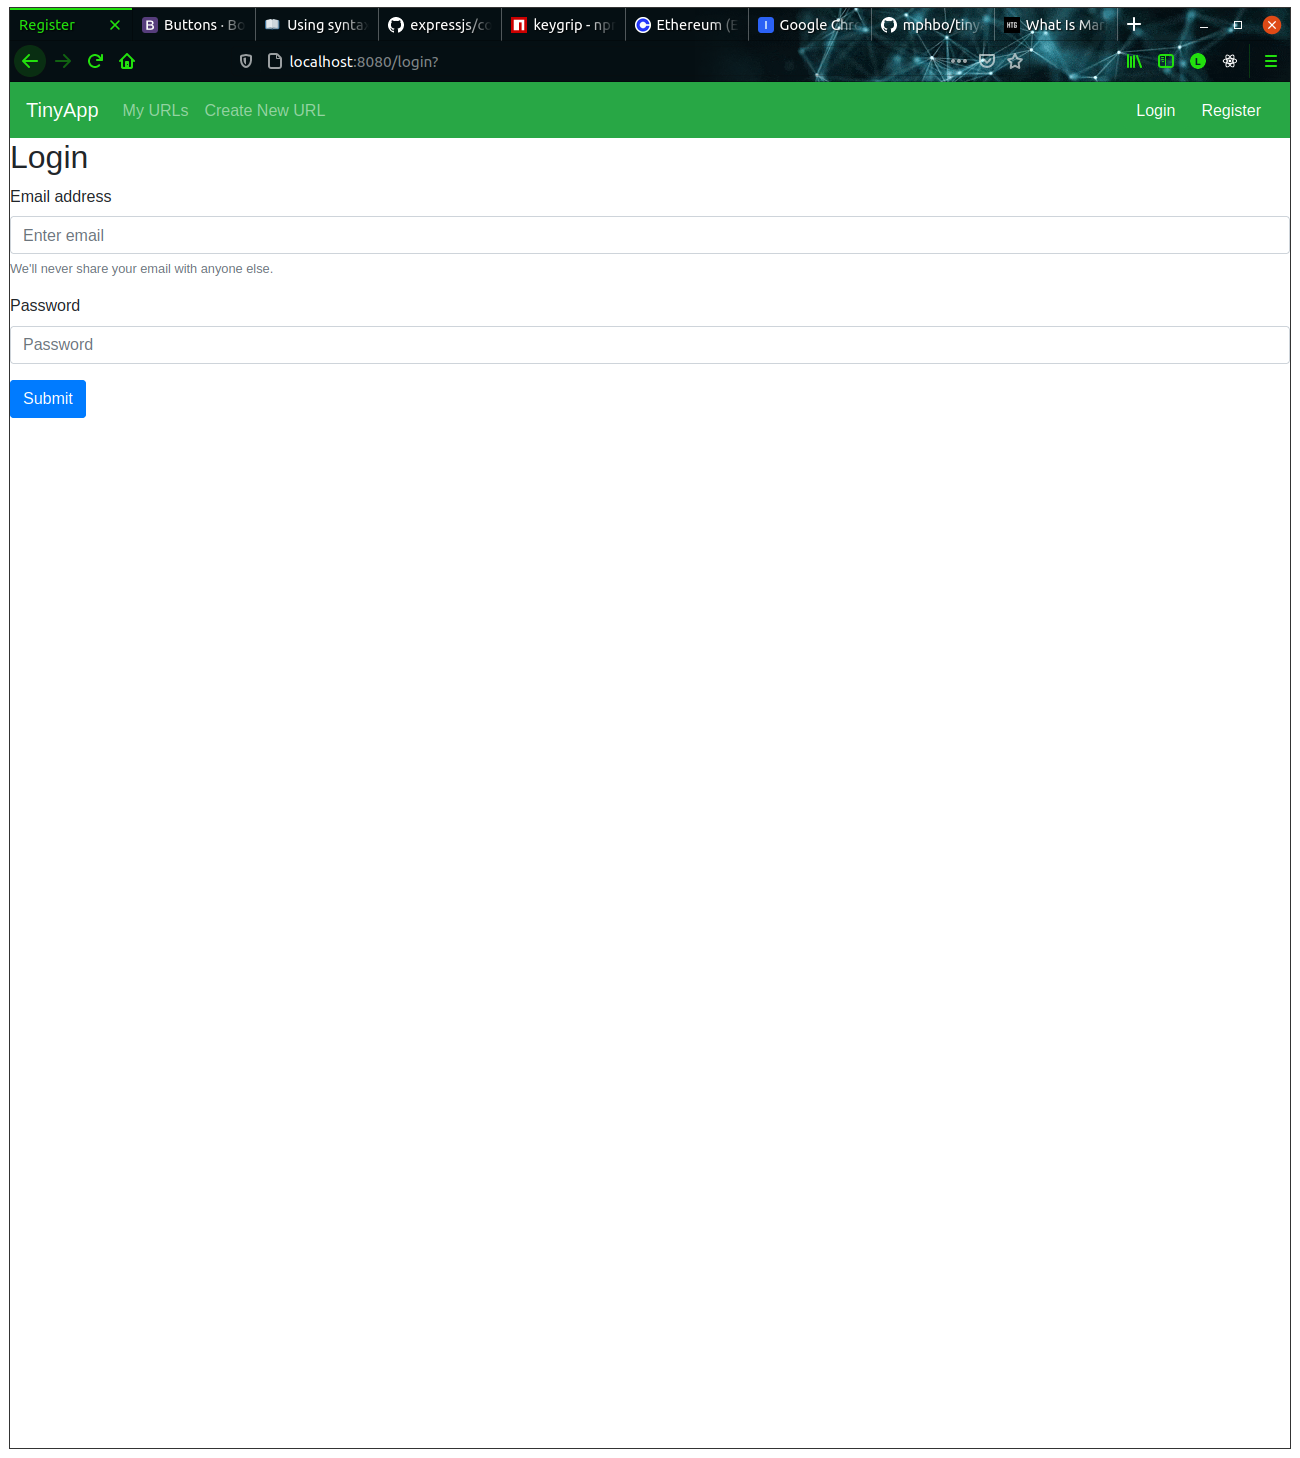 Register
Buttons · Bo
Using synta
expressjs/co
keygrip - np
Ethereum (E
Google Chr
mphbo/tiny
HTG What Is Mar
localhost:8080/login?
L
TinyApp My URLs Create New URL Login Register
Login
Email address
Enter email
We'll never share your email with anyone else.
Password
Password
Submit